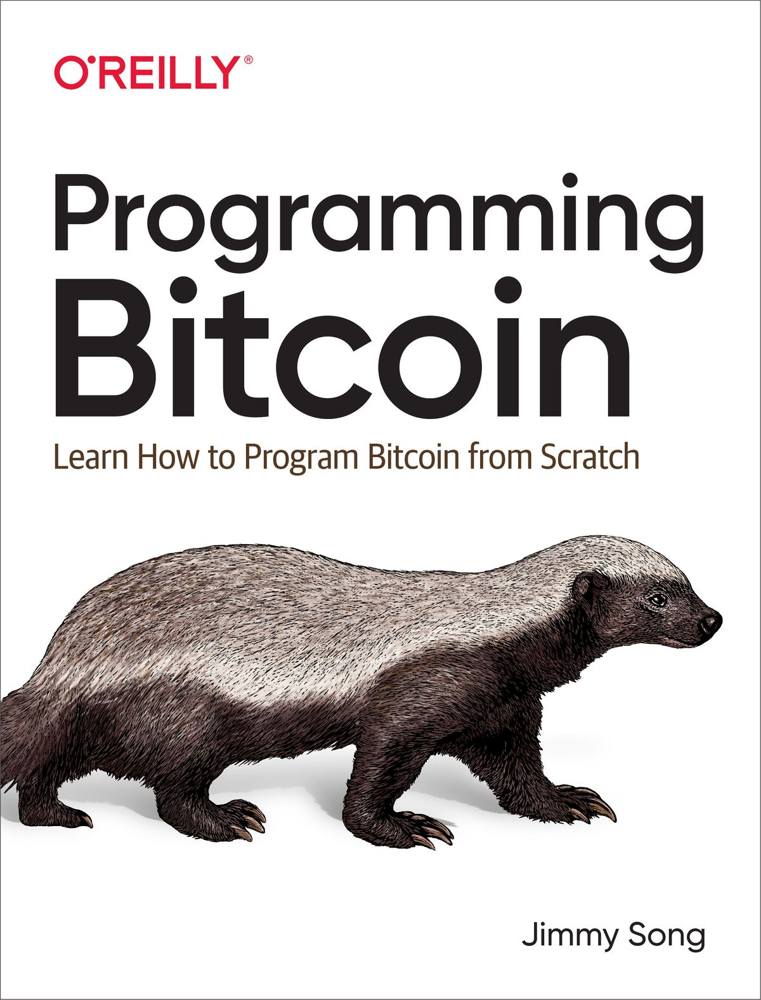 O'REILLY®
Programming
Bitcoin
Learn How to Program Bitcoin from Scratch
Jimmy Song